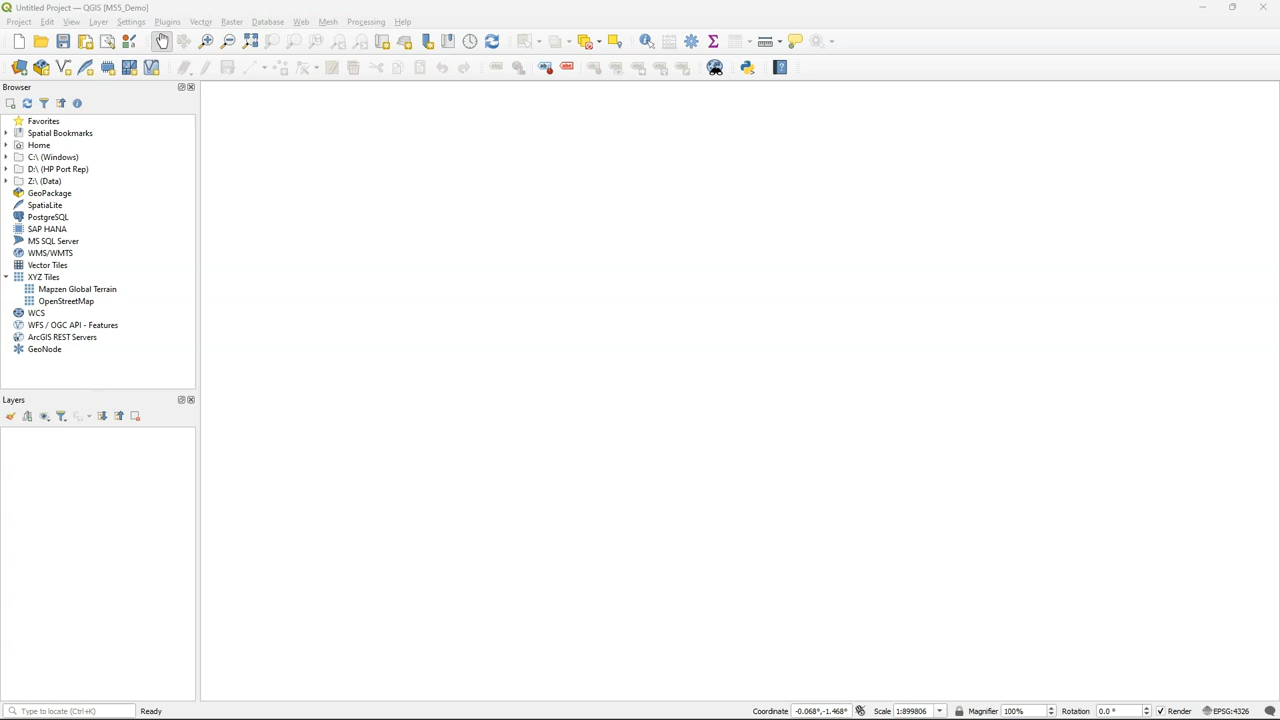 Untitled Project — QGIS [M55_Demo]
Project Edit View Layer Settings Plugins Vector Raster Database Web Mesh Processing Help
Browser
Favorites
Spatial Bookmarks
Home
C:\ (Windows)
D:\ (HP Port Rep)
Z:\ (Data)
GeoPackage
SpatiaLite
PostgreSQL
SAP HANA
MS SQL Server
WMS/WMTS
Vector Tiles
XYZ Tiles
Mapzen Global Terrain
OpenStreetMap
WCS
WFS / OGC API - Features
ArcGIS REST Servers
GeoNode
Layers
Type to locate (Ctrl+K) Ready Coordinate -0.068°,-1.468° Scale 1:899806 Magnifier 100% Rotation 0.0 ° Render EPSG:4326